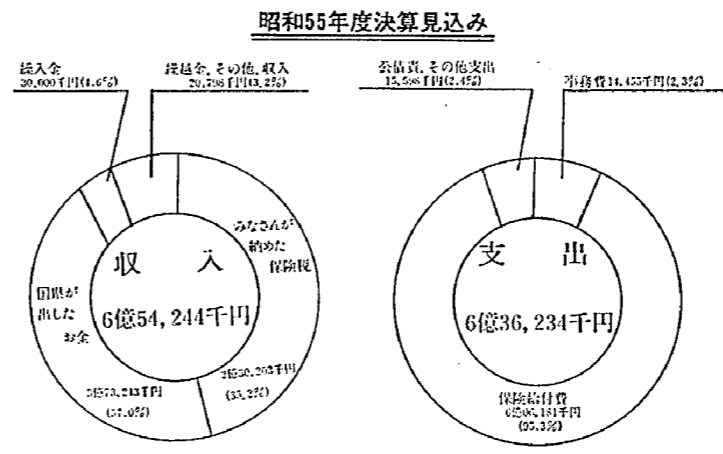 昭和55年度決算見込み
繰入金
30,000千円(4.6%)
繰越金,その他,収入
20,798千円(3.2%)
公債費,その他支出
15,598千円(2.4%)
事務費14,455千円(2.3%)
みなさんが
納めた
保険税
収 入
6億54,244千円
国県が
出した
お金
3億73,243千円
(57.0%)
2億30,203千円
(35.2%)
支 出
6億36,234千円
保険給付費
6億06,181千円
(95.3%)